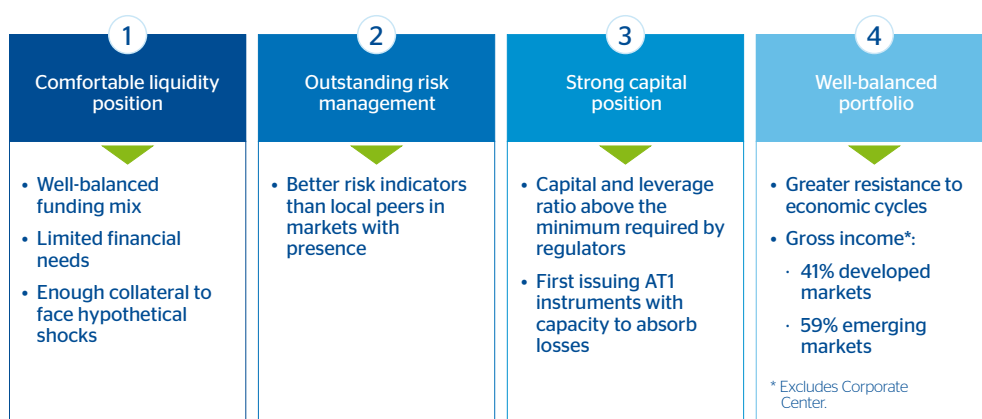 1
Comfortable liquidity
position
• Well-balanced
funding mix
• Limited financial
needs
• Enough collateral to
face hypothetical
shocks
2
Outstanding risk
management
• Better risk indicators
than local peers in
markets with
presence
3
Strong capital
position
• Capital and leverage
ratio above the
minimum required by
regulators
• First issuing AT1
instruments with
capacity to absorb
losses
4
Well-balanced
portfolio
• Greater resistance to
economic cycles
• Gross income*:
· 41% developed
markets
· 59% emerging
markets
* Excludes Corporate
Center.